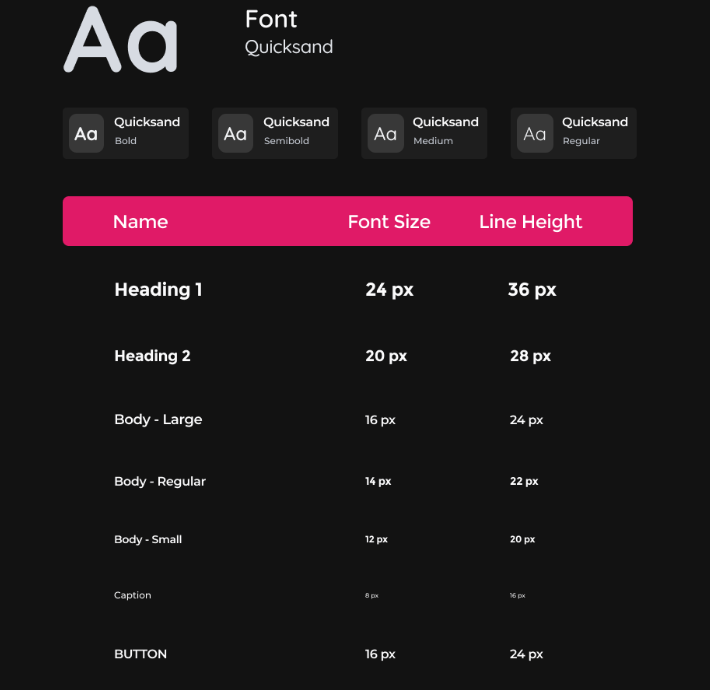 Aa
Font
Quicksand
Aa Quicksand Bold
Aa Quicksand Semibold
Aa Quicksand Medium
Aa Quicksand Regular
Name Font Size Line Height
Heading 1 24 px 36 px
Heading 2 20 px 28 px
Body - Large 16 px 24 px
Body - Regular 14 px 22 px
Body - Small 12 px 20 px
Caption 8 px 16 px
BUTTON 16 px 24 px